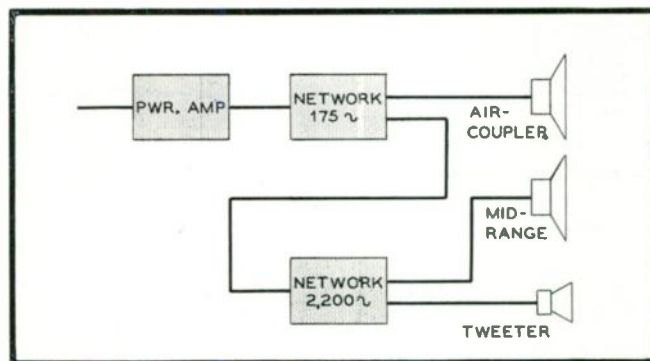 PWR. AMP
NETWORK
175 ~
AIR-
COUPLER
MID-
RANGE
NETWORK
2,200 ~
TWEETER